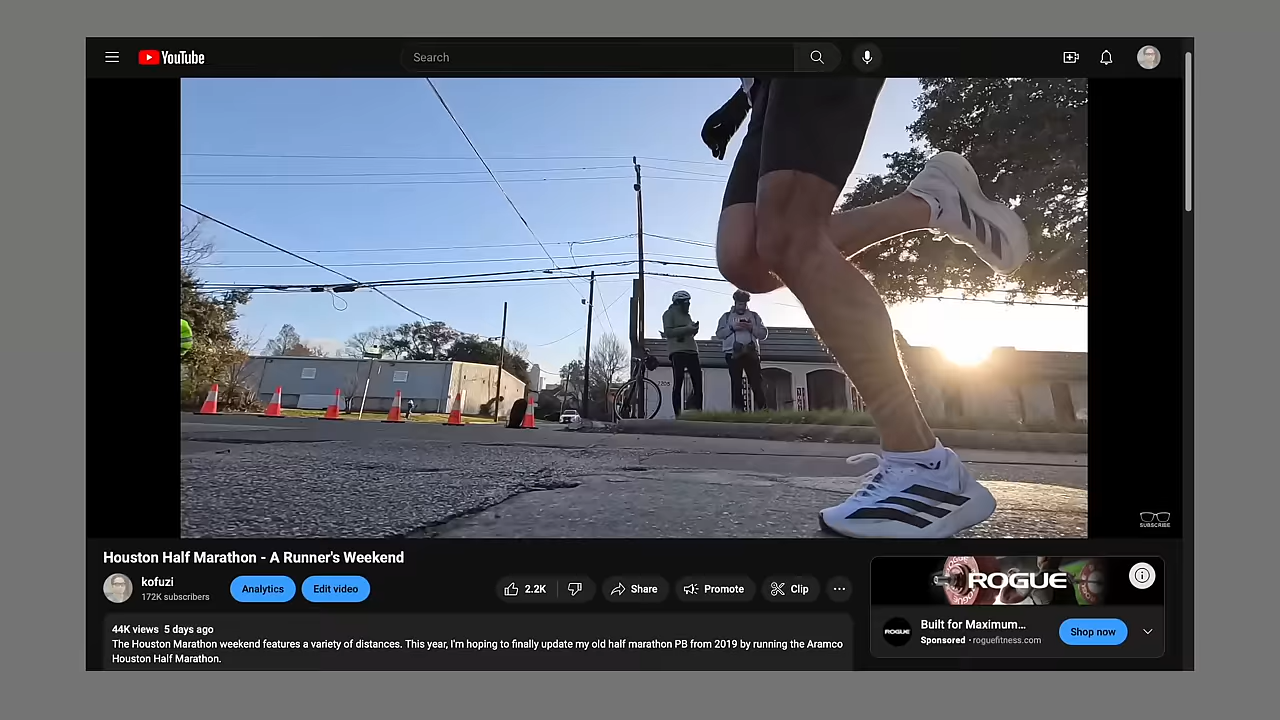 YouTube
Search
SUBSCRIBE
Houston Half Marathon - A Runner's Weekend
kofuzi
172K subscribers
Analytics
Edit video
2.2K
Share
Promote
Clip
44K views 5 days ago
The Houston Marathon weekend features a variety of distances. This year, I'm hoping to finally update my old half marathon PB from 2019 by running the Aramco
Houston Half Marathon.
ROGUE
ROGUE
Built for Maximum...
Sponsored · roguefitness.com
Shop now